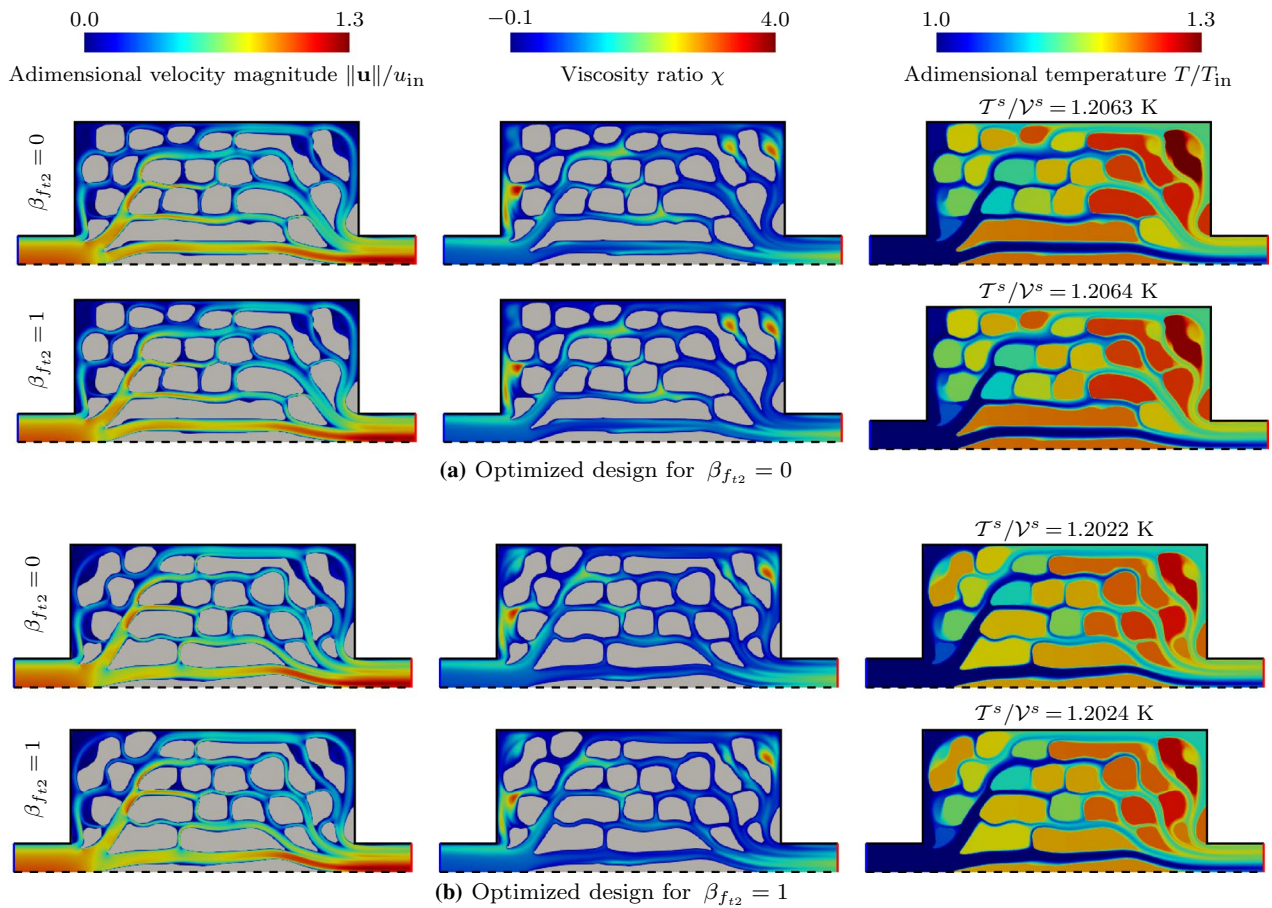 0.0 1.3
Adimensional velocity magnitude ‖u‖/u_in
−0.1 4.0
Viscosity ratio χ
1.0 1.3
Adimensional temperature T/T_in
β_{f_{t2}} = 0
𝒯^s/𝒱^s = 1.2063 K
β_{f_{t2}} = 1
𝒯^s/𝒱^s = 1.2064 K
(a) Optimized design for β_{f_{t2}} = 0
β_{f_{t2}} = 0
𝒯^s/𝒱^s = 1.2022 K
β_{f_{t2}} = 1
𝒯^s/𝒱^s = 1.2024 K
(b) Optimized design for β_{f_{t2}} = 1